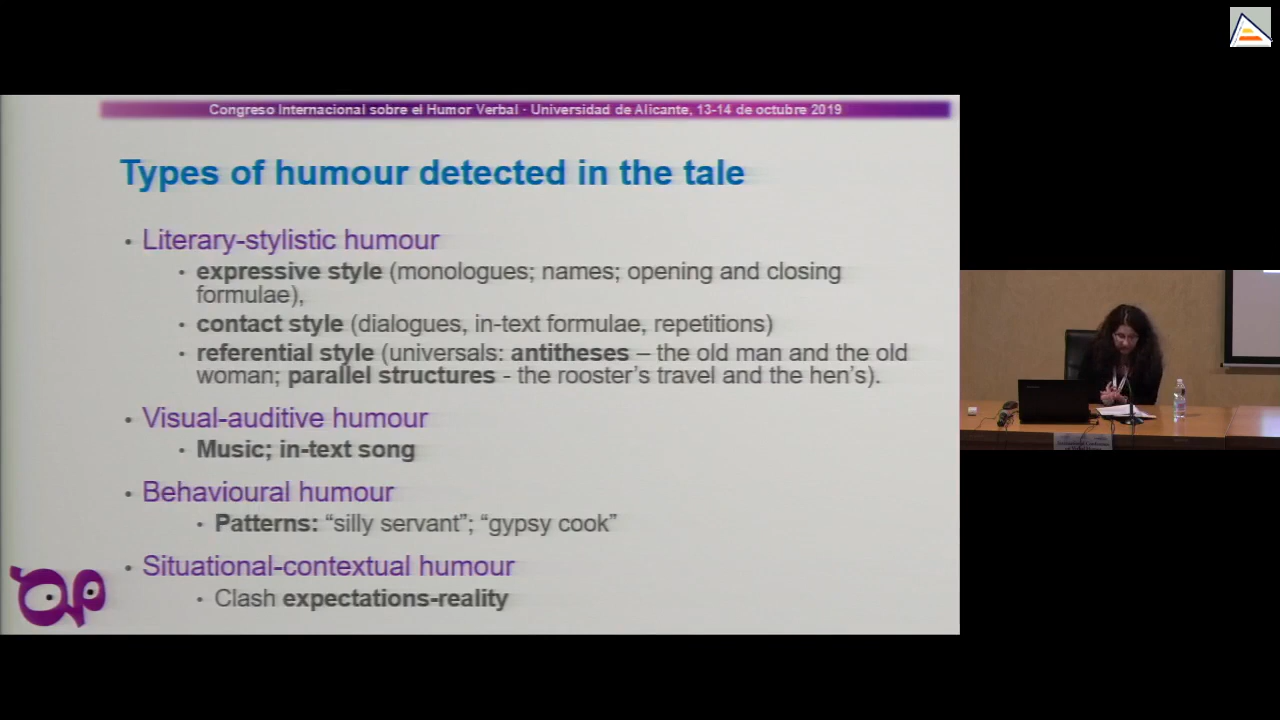 Congreso Internacional sobre el Humor Verbal · Universidad de Alicante, 13-14 de octubre 2019
Types of humour detected in the tale
• Literary-stylistic humour
• expressive style (monologues; names; opening and closing
formulae),
• contact style (dialogues, in-text formulae, repetitions)
• referential style (universals: antitheses – the old man and the old
woman; parallel structures - the rooster's travel and the hen's).
• Visual-auditive humour
• Music; in-text song
• Behavioural humour
• Patterns: “silly servant”; “gypsy cook”
• Situational-contextual humour
• Clash expectations-reality